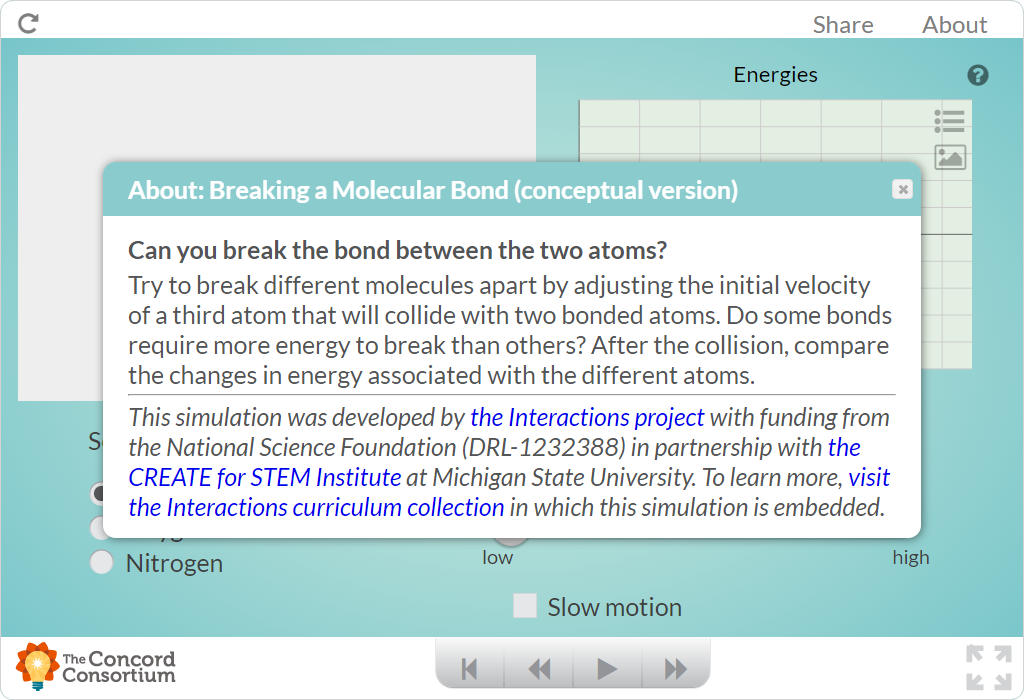 Share About
Energies
About: Breaking a Molecular Bond (conceptual version)
Can you break the bond between the two atoms?
Try to break different molecules apart by adjusting the initial velocity
of a third atom that will collide with two bonded atoms. Do some bonds
require more energy to break than others? After the collision, compare
the changes in energy associated with the different atoms.
This simulation was developed by the Interactions project with funding from
the National Science Foundation (DRL-1232388) in partnership with the
CREATE for STEM Institute at Michigan State University. To learn more, visit
the Interactions curriculum collection in which this simulation is embedded.
low high
Nitrogen
Slow motion
The Concord
Consortium